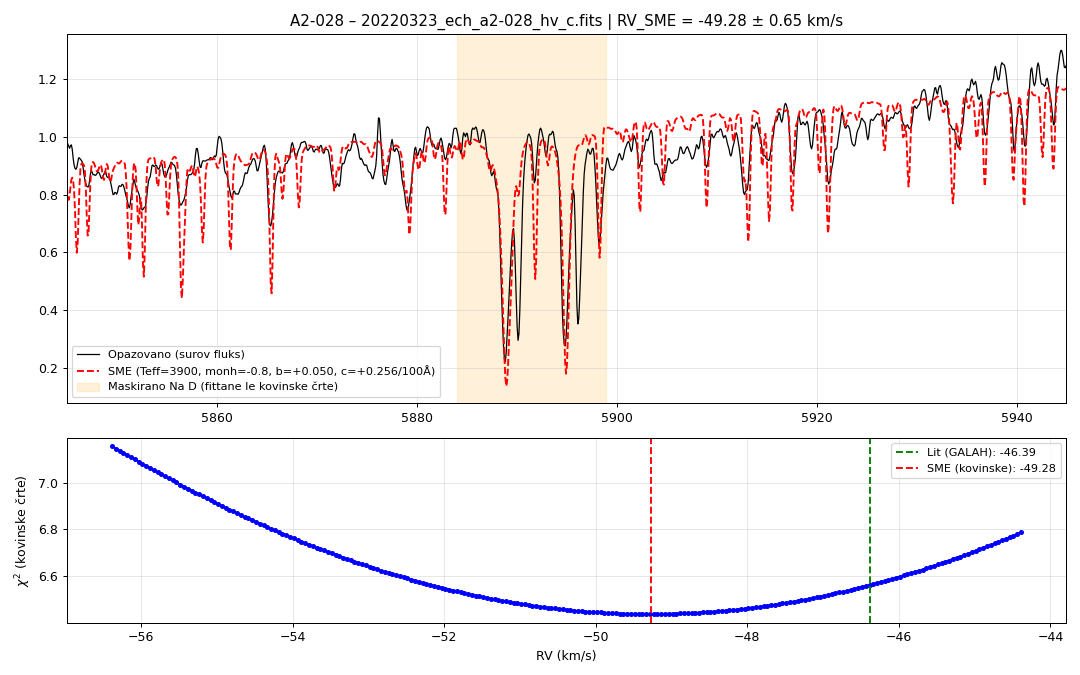 A2-028 – 20220323_ech_a2-028_hv_c.fits | RV_SME = -49.28 ± 0.65 km/s
1.2
1.0
0.8
0.6
0.4
0.2
Opazovano (surov fluks)
SME (Teff=3900, monh=-0.8, b=+0.050, c=+0.256/100Å)
Maskirano Na D (fittane le kovinske črte)
5860 5880 5900 5920 5940
χ² (kovinske črte)
7.0
6.8
6.6
Lit (GALAH): -46.39
SME (kovinske): -49.28
−56 −54 −52 −50 −48 −46 −44
RV (km/s)